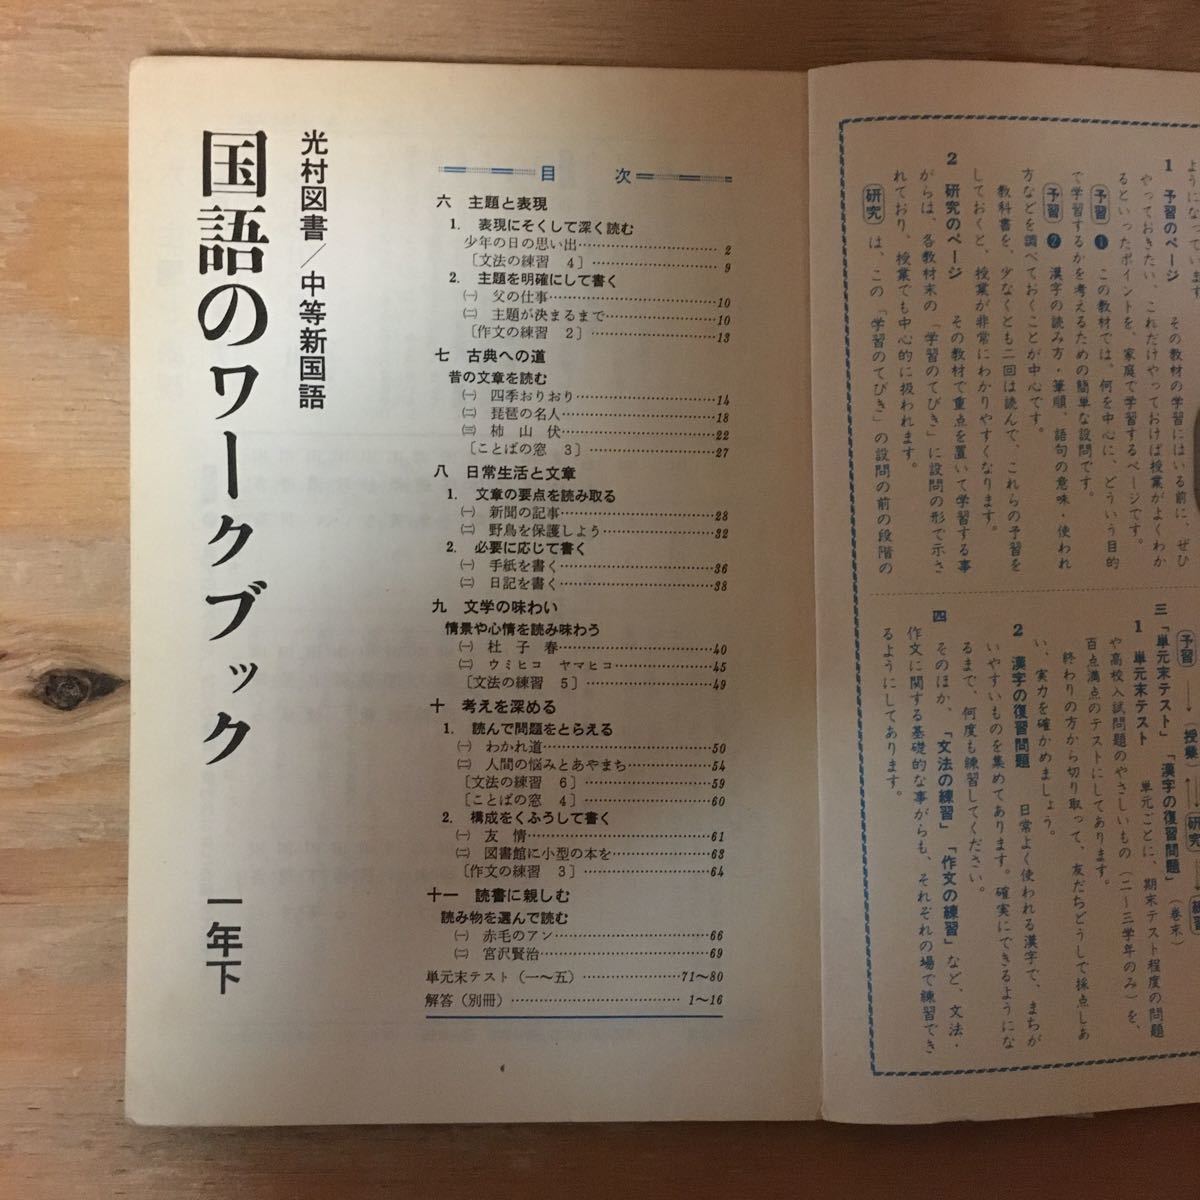 国語のワークブック 一年下
光村図書/中等新国語
目次
六 主題と表現
1. 表現にそくして深く読む
少年の日の思い出……2
〔文法の練習 4〕……9
2. 主題を明確にして書く
㈠ 父の仕事……10
㈡ 主題が決まるまで……10
〔作文の練習 2〕……13
七 古典への道
昔の文章を読む
㈠ 四季おりおり……14
㈡ 琵琶の名人……18
㈢ 柿山伏……22
〔ことばの窓 3〕……27
八 日常生活と文章
1. 文章の要点を読み取る
㈠ 新聞の記事……28
㈡ 野鳥を保護しよう……32
2. 必要に応じて書く
㈠ 手紙を書く……36
㈡ 日記を書く……38
九 文学の味わい
情景や心情を読み味わう
㈠ 杜子春……40
㈡ ウミヒコ ヤマヒコ……45
〔文法の練習 5〕……49
十 考えを深める
1. 読んで問題をとらえる
㈠ わかれ道……50
㈡ 人間の悩みとあやまち……54
〔文法の練習 6〕……59
〔ことばの窓 4〕……60
2. 構成をくふうして書く
㈠ 友情……61
㈡ 図書館に小型の本を……63
〔作文の練習 3〕……64
十一 読書に親しむ
読み物を選んで読む
㈠ 赤毛のアン……66
㈡ 宮沢賢治……69
単元末テスト(一〜五)……71〜80
解答(別冊)……1〜16
ようになっています
1 予習のページ その教材の学習にはいる前に、ぜひ
やっておきたい、これだけやっておけば授業がよくわか
るといったポイントを、家庭で学習するページです。
予習❶ この教材では、何を中心に、どういう目的
で学習するかを考えるための簡単な設問です。
予習❷ 漢字の読み方・筆順、語句の意味・使われ
方などを調べておくことが中心です。
教科書を、少なくとも二回は読んで、これらの予習を
しておくと、授業が非常にわかりやすくなります。
2 研究のページ その教材で重点を置いて学習する事
がらは、各教材末の「学習のてびき」に設問の形で示さ
れており、授業でも中心的に扱われます。
研究 は、この「学習のてびき」の設問の前の段階の
予習→(授業)↔研究
三「単元末テスト」「漢字の復習問題」(巻末)
1 単元末テスト 単元ごとに、期末テスト程度の問題
や高校入試問題のやさしいもの(二〜三学年のみ)を、
百点満点のテストにしてあります。
終わりの方から切り取って、友だちどうしで採点しあ
い、実力を確かめましょう。
2 漢字の復習問題 日常よく使われる漢字で、まちが
いやすいものを集めてあります。確実にできるようにな
るまで、何度も練習してください。
四 そのほか、「文法の練習」「作文の練習」など、文法・
作文に関する基礎的な事がらも、それぞれの場で練習でき
るようにしてあります。